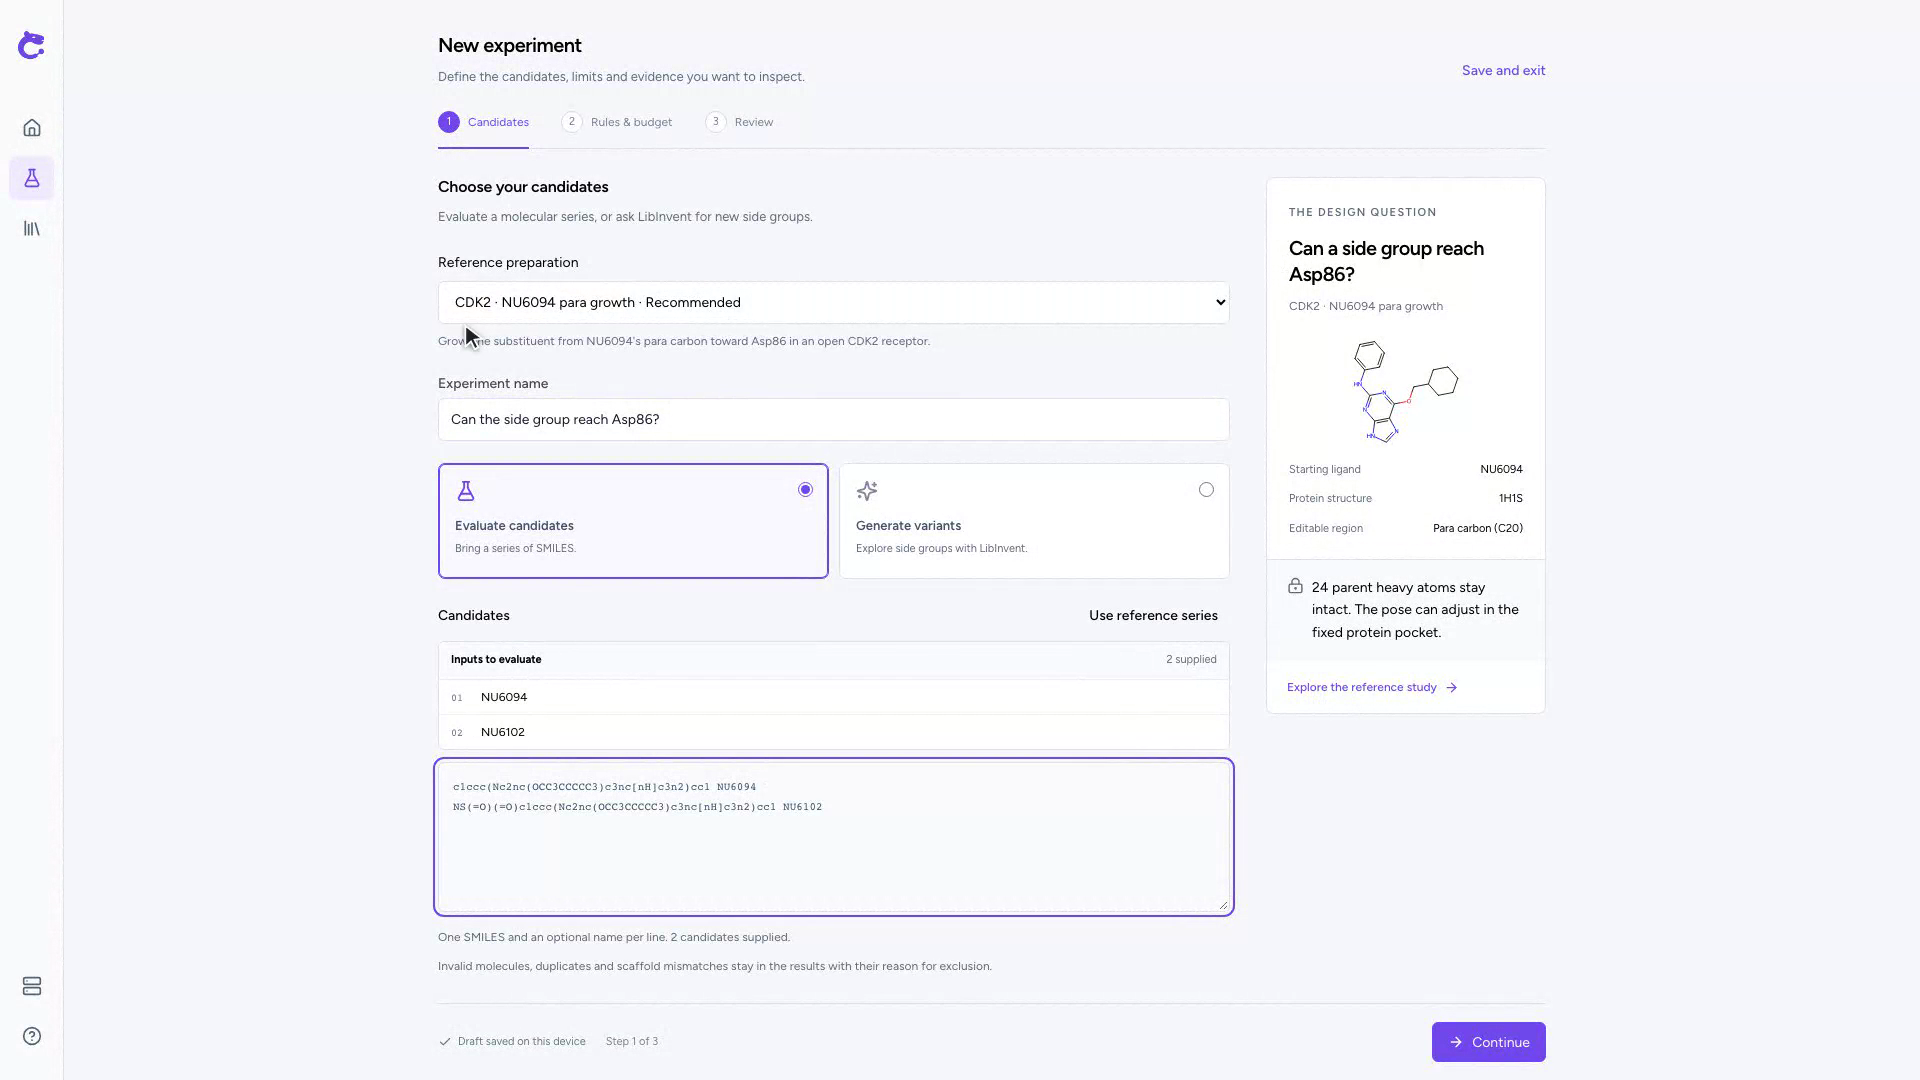 New experiment
Define the candidates, limits and evidence you want to inspect.
Save and exit
1 Candidates
2 Rules & budget
3 Review
Choose your candidates
Evaluate a molecular series, or ask LibInvent for new side groups.
Reference preparation
CDK2 · NU6094 para growth · Recommended
substituent from NU6094's para carbon toward Asp86 in an open CDK2 receptor.
Experiment name
Can the side group reach Asp86?
Evaluate candidates
Bring a series of SMILES.
Generate variants
Explore side groups with LibInvent.
Candidates
Use reference series
Inputs to evaluate
2 supplied
01 NU6094
02 NU6102
c1ccc(Nc2nc(OCC3CCCCC3)c3nc[nH]c3n2)cc1 NU6094
NS(=O)(=O)c1ccc(Nc2nc(OCC3CCCCC3)c3nc[nH]c3n2)cc1 NU6102
One SMILES and an optional name per line. 2 candidates supplied.
Invalid molecules, duplicates and scaffold mismatches stay in the results with their reason for exclusion.
Draft saved on this device
Step 1 of 3
Continue
THE DESIGN QUESTION
Can a side group reach
Asp86?
CDK2 · NU6094 para growth
HN
N
N
O
HN
N
Starting ligand NU6094
Protein structure 1H1S
Editable region Para carbon (C20)
24 parent heavy atoms stay
intact. The pose can adjust in the
fixed protein pocket.
Explore the reference study